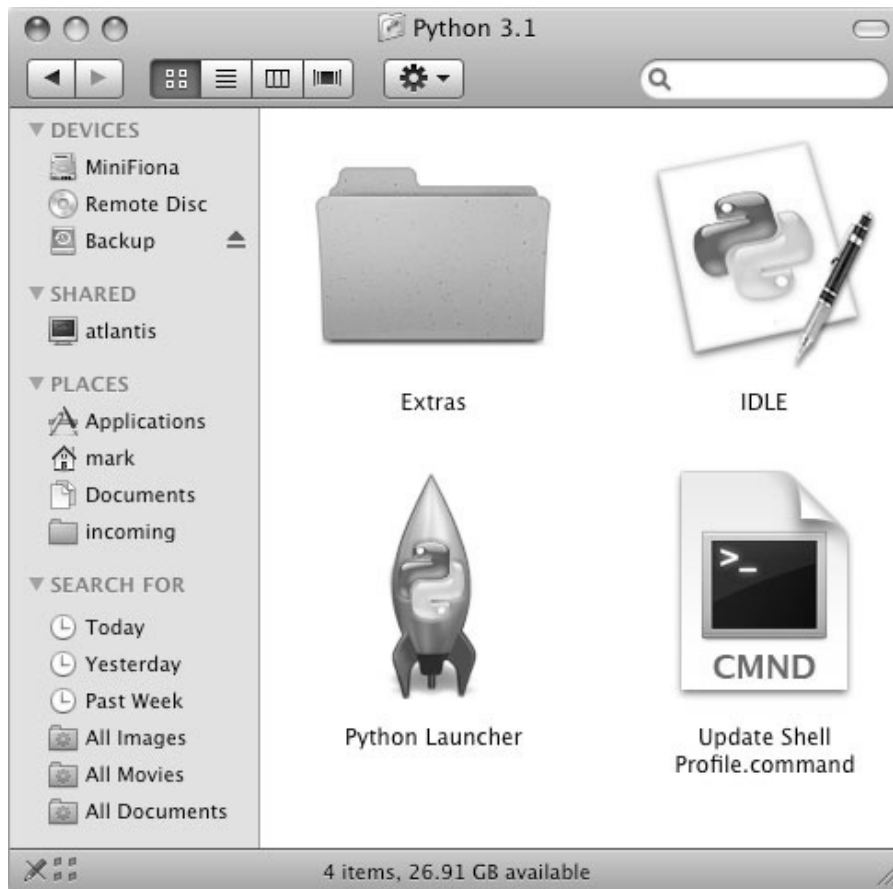 Python 3.1
DEVICES
MiniFiona
Remote Disc
Backup
SHARED
atlantis
PLACES
Applications
mark
Documents
incoming
SEARCH FOR
Today
Yesterday
Past Week
All Images
All Movies
All Documents
Extras
IDLE
>_
CMND
Python Launcher
Update Shell
Profile.command
4 items, 26.91 GB available